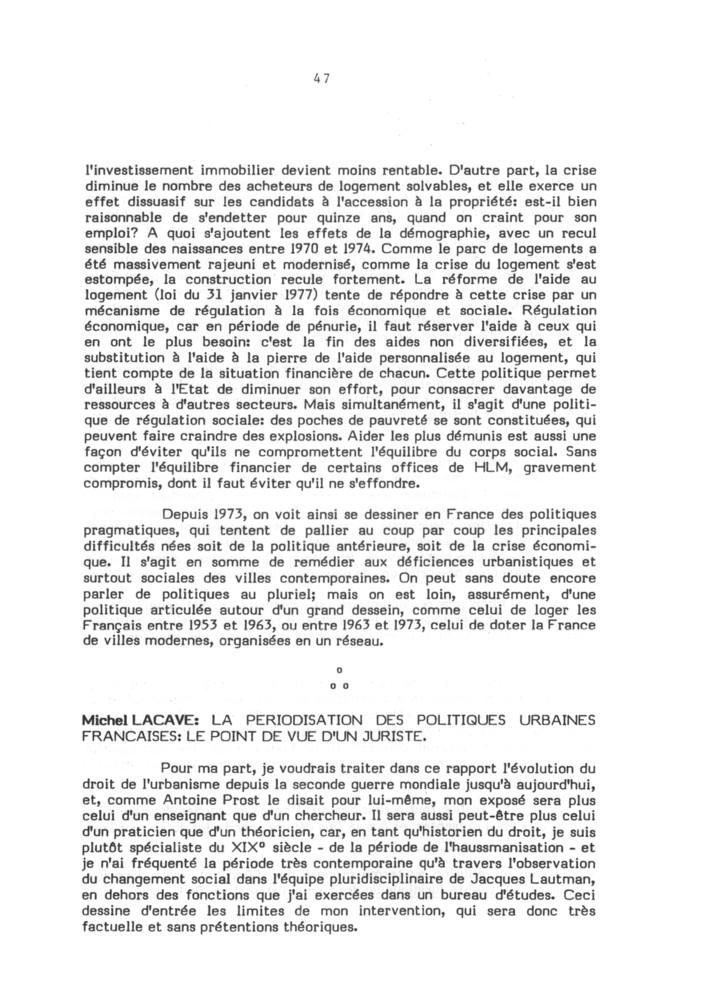 47
l'investissement immobilier devient moins rentable. D'autre part, la crise
diminue le nombre des acheteurs de logement solvables, et elle exerce un
effet dissuasif sur les candidats à l'accession à la propriété: est-il bien
raisonnable de s'endetter pour quinze ans, quand on craint pour son
emploi? A quoi s'ajoutent les effets de la démographie, avec un recul
sensible des naissances entre 1970 et 1974. Comme le parc de logements a
été massivement rajeuni et modernisé, comme la crise du logement s'est
estompée, la construction recule fortement. La réforme de l'aide au
logement (loi du 31 janvier 1977) tente de répondre à cette crise par un
mécanisme de régulation à la fois économique et sociale. Régulation
économique, car en période de pénurie, il faut réserver l'aide à ceux qui
en ont le plus besoin: c'est la fin des aides non diversifiées, et la
substitution à l'aide à la pierre de l'aide personnalisée au logement, qui
tient compte de la situation financière de chacun. Cette politique permet
d'ailleurs à l'Etat de diminuer son effort, pour consacrer davantage de
ressources à d'autres secteurs. Mais simultanément, il s'agit d'une politi-
que de régulation sociale: des poches de pauvreté se sont constituées, qui
peuvent faire craindre des explosions. Aider les plus démunis est aussi une
façon d'éviter qu'ils ne compromettent l'équilibre du corps social. Sans
compter l'équilibre financier de certains offices de HLM, gravement
compromis, dont il faut éviter qu'il ne s'effondre.
Depuis 1973, on voit ainsi se dessiner en France des politiques
pragmatiques, qui tentent de pallier au coup par coup les principales
difficultés nées soit de la politique antérieure, soit de la crise économi-
que. Il s'agit en somme de remédier aux déficiences urbanistiques et
surtout sociales des villes contemporaines. On peut sans doute encore
parler de politiques au pluriel; mais on est loin, assurément, d'une
politique articulée autour d'un grand dessein, comme celui de loger les
Français entre 1953 et 1963, ou entre 1963 et 1973, celui de doter la France
de villes modernes, organisées en un réseau.
o
o o
Michel LACAVE: LA PERIODISATION DES POLITIQUES URBAINES
FRANCAISES: LE POINT DE VUE D'UN JURISTE.
Pour ma part, je voudrais traiter dans ce rapport l'évolution du
droit de l'urbanisme depuis la seconde guerre mondiale jusqu'à aujourd'hui,
et, comme Antoine Prost le disait pour lui-même, mon exposé sera plus
celui d'un enseignant que d'un chercheur. Il sera aussi peut-être plus celui
d'un praticien que d'un théoricien, car, en tant qu'historien du droit, je suis
plutôt spécialiste du XIX° siècle - de la période de l'haussmanisation - et
je n'ai fréquenté la période très contemporaine qu'à travers l'observation
du changement social dans l'équipe pluridisciplinaire de Jacques Lautman,
en dehors des fonctions que j'ai exercées dans un bureau d'études. Ceci
dessine d'entrée les limites de mon intervention, qui sera donc très
factuelle et sans prétentions théoriques.